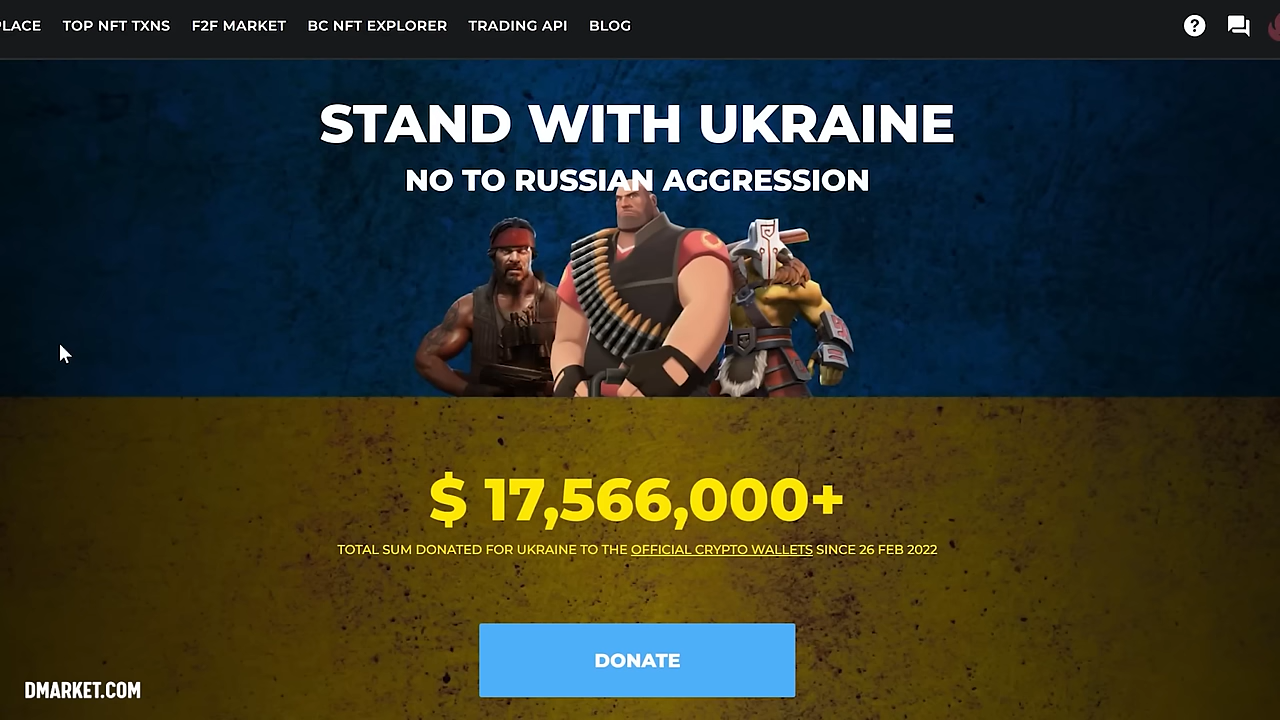 PLACE TOP NFT TXNS F2F MARKET BC NFT EXPLORER TRADING API BLOG
STAND WITH UKRAINE
NO TO RUSSIAN AGGRESSION
$ 17,566,000+
TOTAL SUM DONATED FOR UKRAINE TO THE OFFICIAL CRYPTO WALLETS SINCE 26 FEB 2022
DONATE
DMARKET.COM